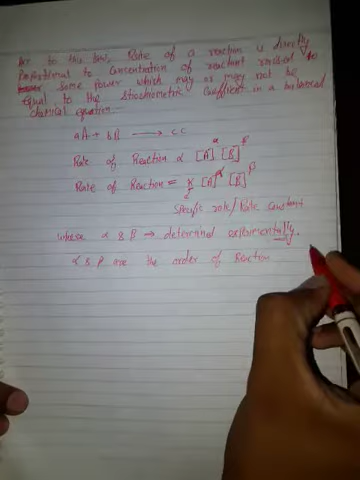 Acc to this law, Rate of a reaction is directly
Proportional to concentration of reactant raised to
some power which may or may not be
equal to the Stoichiometric Coefficient in a balanced
chemical equation
aA + bB → cC
Rate of Reaction ∝ [A]^α [B]^β
Rate of Reaction = K [A]^α [B]^β
Specific rate/Rate constant
where α & β → determined experimentally.
α & β are the order of Reaction